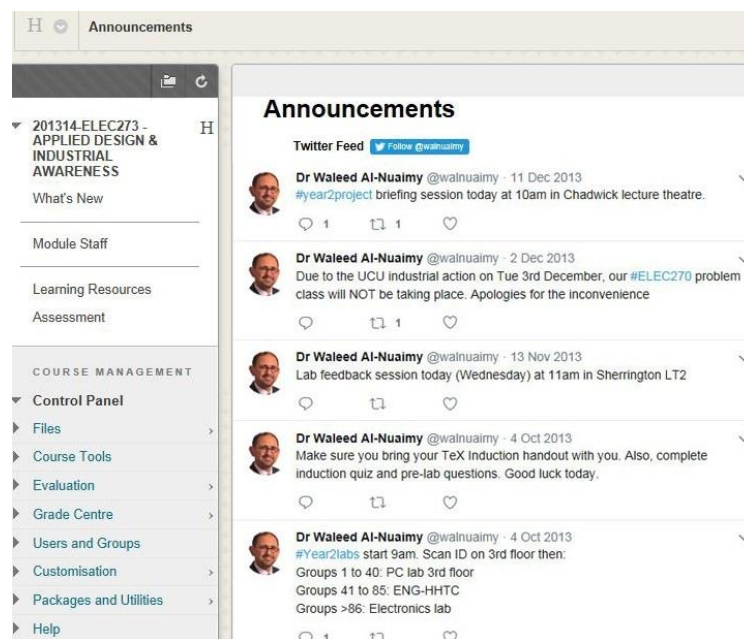 H
Announcements
201314-ELEC273 -
APPLIED DESIGN &
INDUSTRIAL
AWARENESS
H
What's New
Module Staff
Learning Resources
Assessment
COURSE MANAGEMENT
Control Panel
Files
Course Tools
Evaluation
Grade Centre
Users and Groups
Customisation
Packages and Utilities
Help
Announcements
Twitter Feed Follow @walnuaimy
Dr Waleed Al-Nuaimy @walnuaimy · 11 Dec 2013
#year2project briefing session today at 10am in Chadwick lecture theatre.
1 1
Dr Waleed Al-Nuaimy @walnuaimy · 2 Dec 2013
Due to the UCU industrial action on Tue 3rd December, our #ELEC270 problem
class will NOT be taking place. Apologies for the inconvenience
1
Dr Waleed Al-Nuaimy @walnuaimy · 13 Nov 2013
Lab feedback session today (Wednesday) at 11am in Sherrington LT2
Dr Waleed Al-Nuaimy @walnuaimy · 4 Oct 2013
Make sure you bring your TeX Induction handout with you. Also, complete
induction quiz and pre-lab questions. Good luck today.
Dr Waleed Al-Nuaimy @walnuaimy · 4 Oct 2013
#Year2labs start 9am. Scan ID on 3rd floor then:
Groups 1 to 40: PC lab 3rd floor
Groups 41 to 85: ENG-HHTC
Groups >86: Electronics lab
1